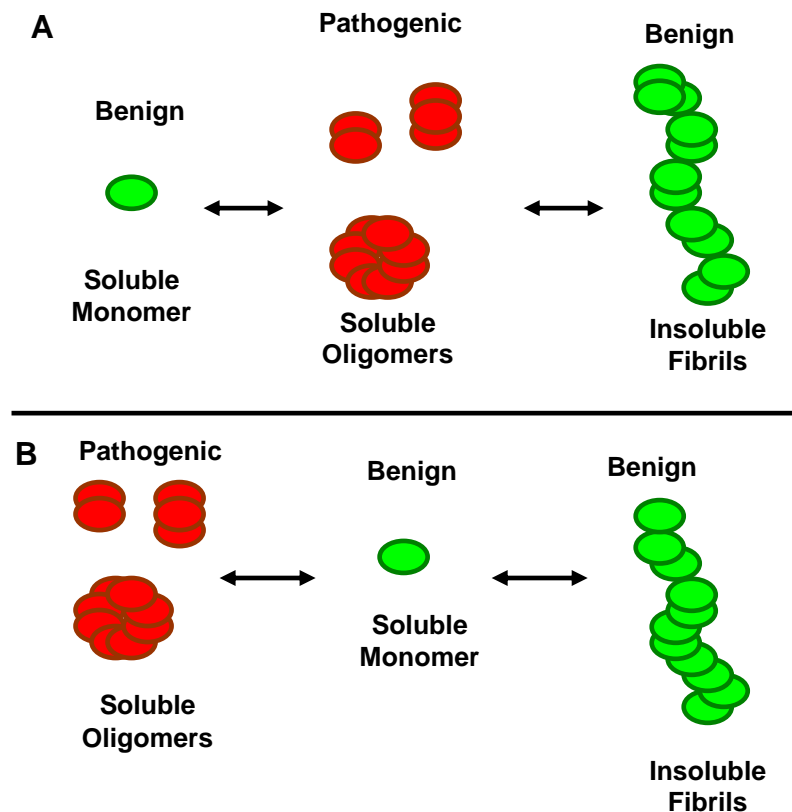 A
Pathogenic
Benign
Benign
Soluble
Monomer
Soluble
Oligomers
Insoluble
Fibrils
B
Pathogenic
Benign
Benign
Soluble
Monomer
Soluble
Oligomers
Insoluble
Fibrils